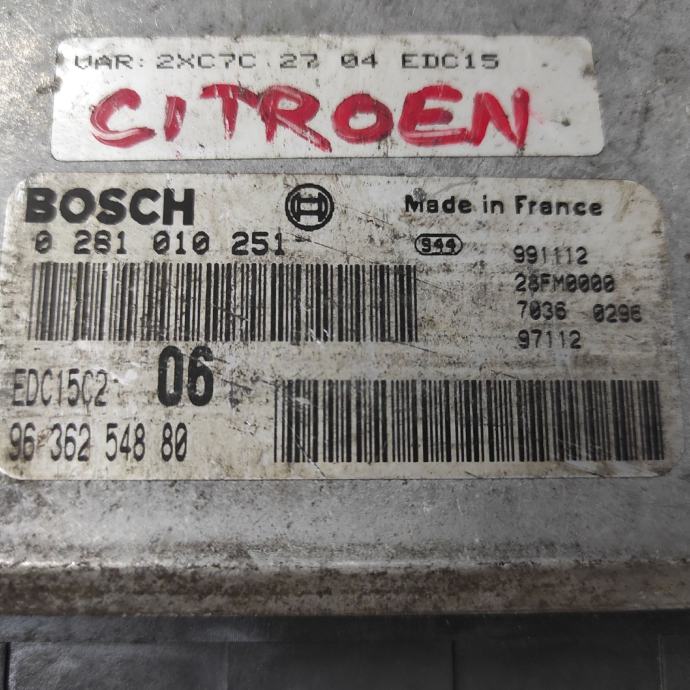 VAR: 2XC7C 27 04 EDC15
CITROEN
BOSCH Made in France
0 281 010 251 S44 991112
28FM0000
7036 0296
97112
EDC15C2 06
96 362 548 80